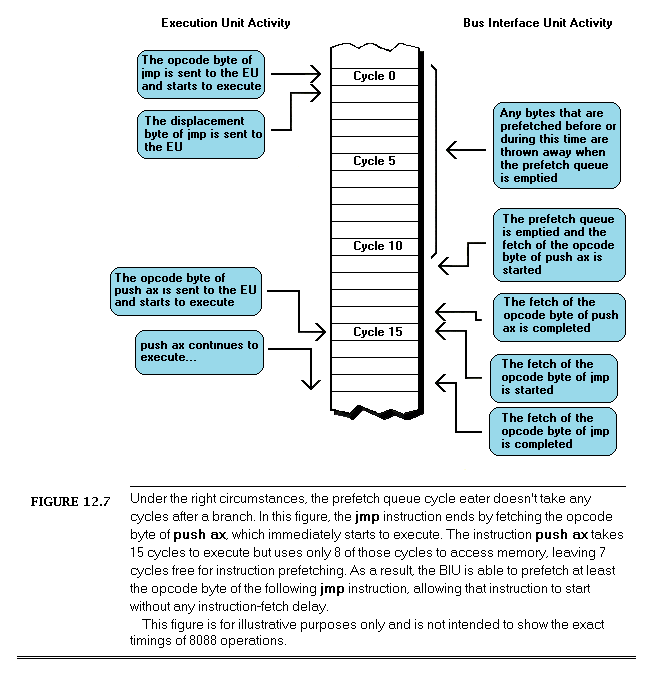 Execution Unit Activity
Bus Interface Unit Activity
The opcode byte of
jmp is sent to the EU
and starts to execute
The displacement
byte of jmp is sent to
the EU
Cycle 0
Cycle 5
Cycle 10
Cycle 15
Any bytes that are
prefetched before or
during this time are
thrown away when
the prefetch queue
is emptied
The prefetch queue
is emptied and the
fetch of the opcode
byte of push ax is
started
The opcode byte of
push ax is sent to the EU
and starts to execute
The fetch of the
opcode byte of push
ax is completed
push ax continues to
execute...
The fetch of the
opcode byte of jmp
is started
The fetch of the
opcode byte of jmp
is completed
FIGURE 12.7
Under the right circumstances, the prefetch queue cycle eater doesn't take any
cycles after a branch. In this figure, the jmp instruction ends by fetching the opcode
byte of push ax, which immediately starts to execute. The instruction push ax takes
15 cycles to execute but uses only 8 of those cycles to access memory, leaving 7
cycles free for instruction prefetching. As a result, the BIU is able to prefetch at least
the opcode byte of the following jmp instruction, allowing that instruction to start
without any instruction-fetch delay.
This figure is for illustrative purposes only and is not intended to show the exact
timings of 8088 operations.